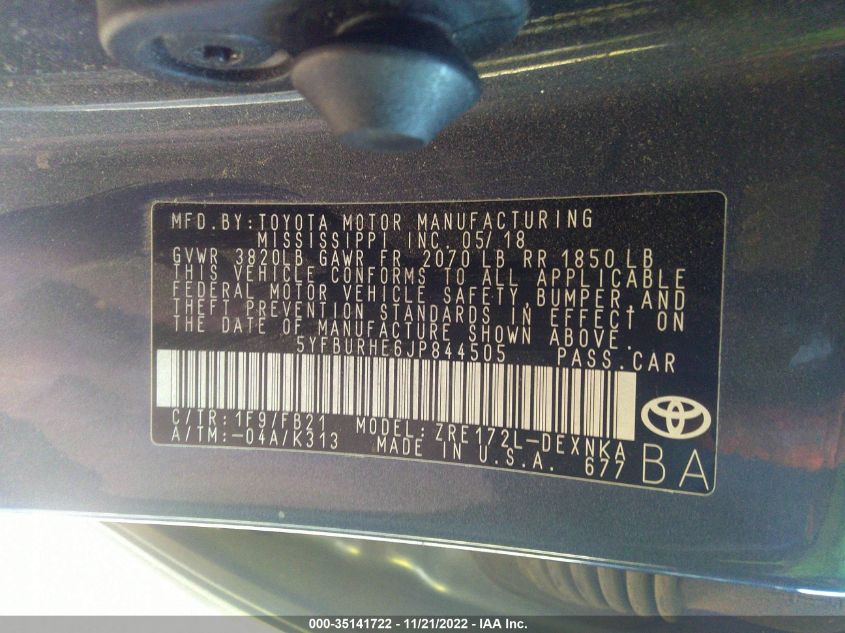 MFD.BY:TOYOTA MOTOR MANUFACTURING
MISSISSIPPI INC. 05/18
GVWR 3820LB GAWR FR 2070 LB RR 1850 LB
THIS VEHICLE CONFORMS TO ALL APPLICABLE
FEDERAL MOTOR VEHICLE SAFETY, BUMPER, AND
THEFT PREVENTION STANDARDS IN EFFECT ON
THE DATE OF MANUFACTURE SHOWN ABOVE.
5YFBURHE6JP844505 PASS.CAR
C/TR:1F9/FB21 MODEL:ZRE172L-DEXNKA
A/TM:-04A/K313 MADE IN U.S.A. 677
BA
000-35141722 - 11/21/2022 - IAA Inc.